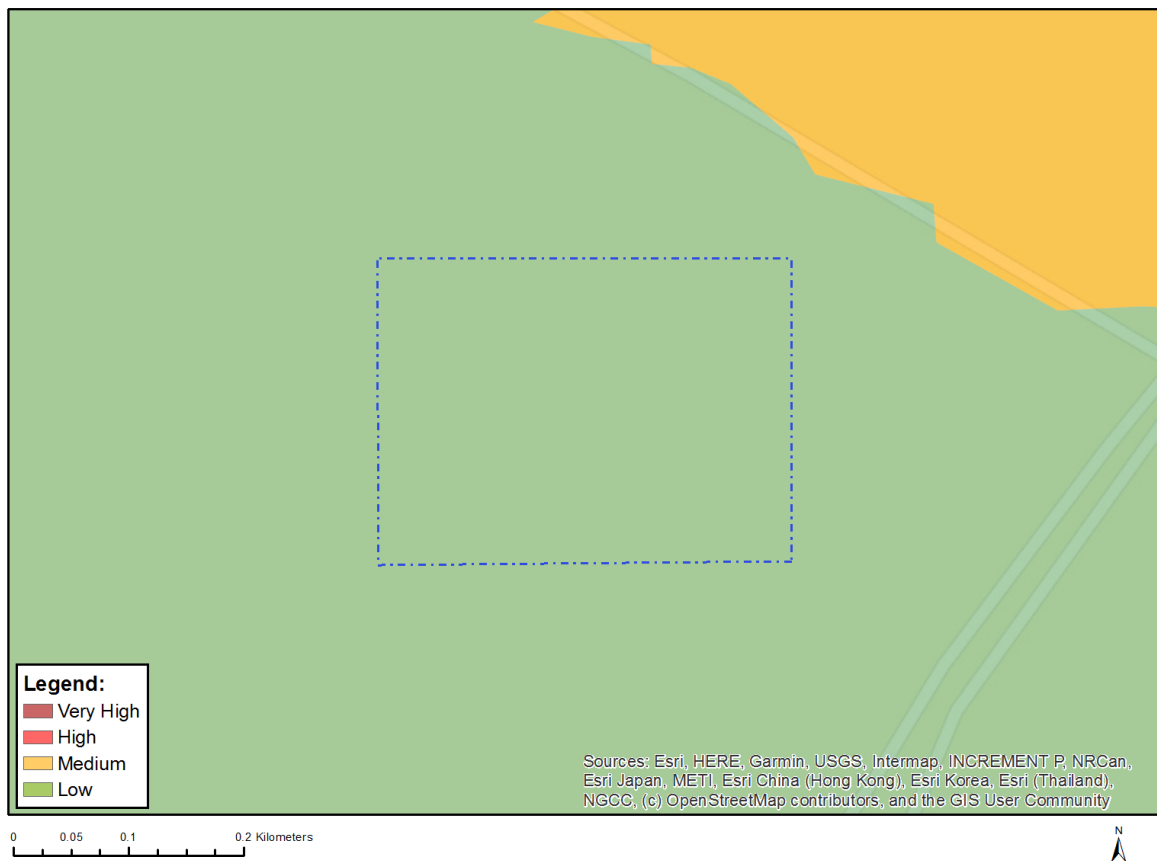 Legend:
Very High
High
Medium
Low
Sources: Esri, HERE, Garmin, USGS, Intermap, INCREMENT P, NRCan,
Esri Japan, METI, Esri China (Hong Kong), Esri Korea, Esri (Thailand),
NGCC, (c) OpenStreetMap contributors, and the GIS User Community
0 0.05 0.1 0.2 Kilometers
N